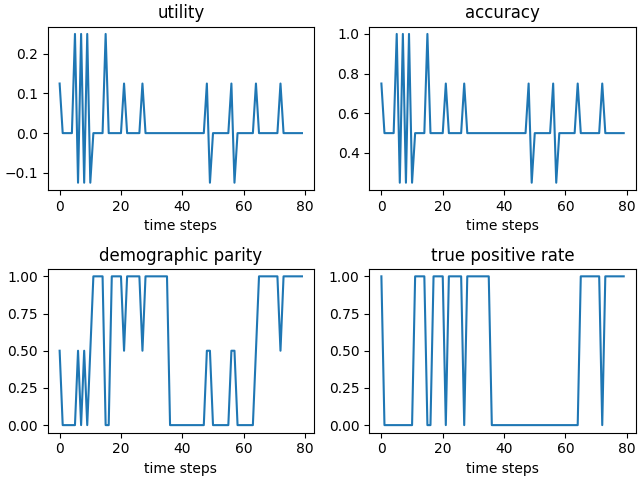 utility
0.2
0.1
0.0
−0.1
0 20 40 60 80
time steps
accuracy
1.0
0.8
0.6
0.4
0 20 40 60 80
time steps
demographic parity
1.00
0.75
0.50
0.25
0.00
0 20 40 60 80
time steps
true positive rate
1.00
0.75
0.50
0.25
0.00
0 20 40 60 80
time steps